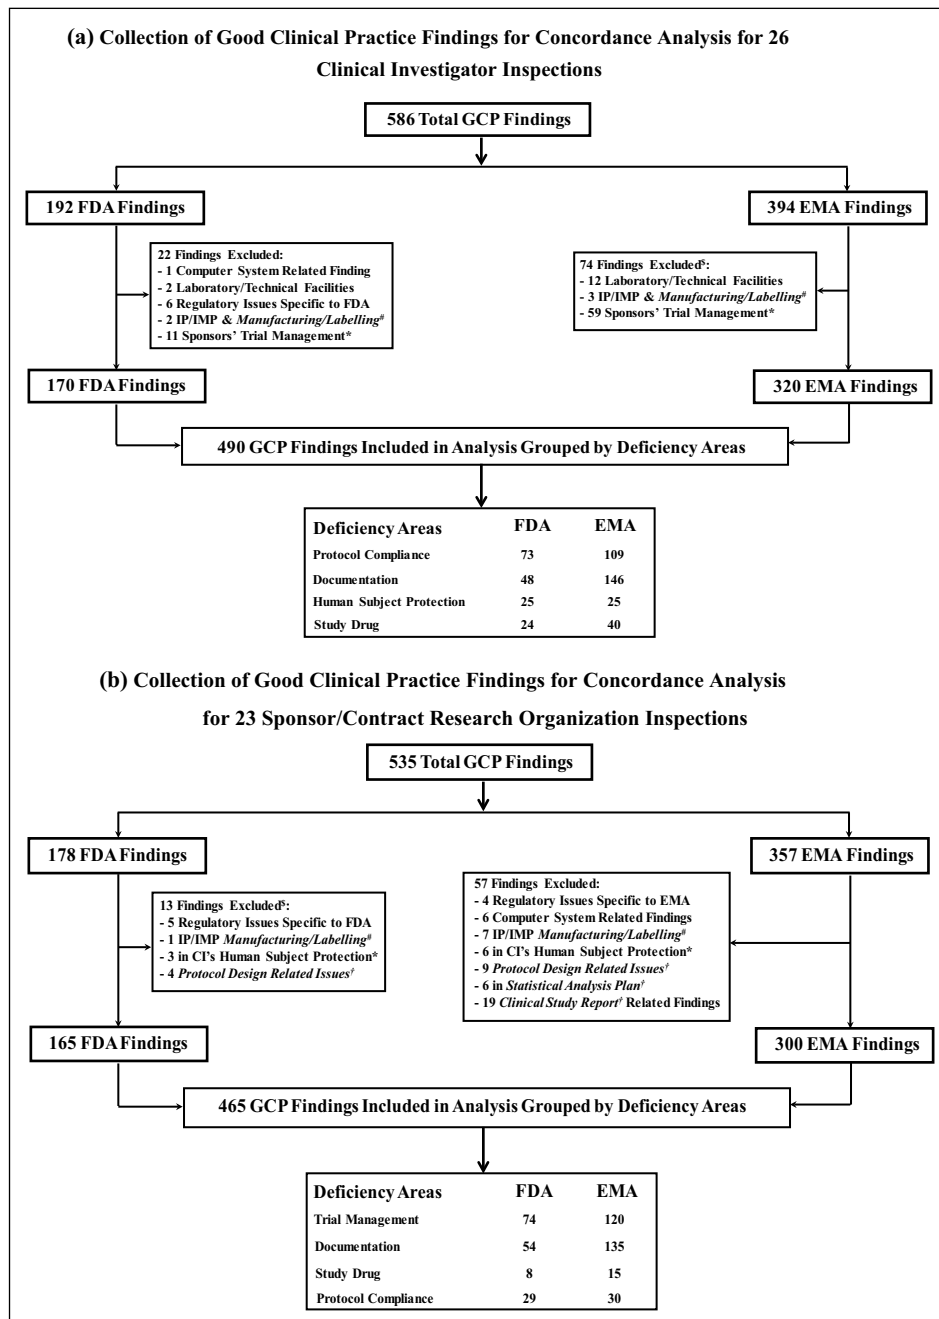 (a) Collection of Good Clinical Practice Findings for Concordance Analysis for 26
Clinical Investigator Inspections
586 Total GCP Findings
192 FDA Findings
394 EMA Findings
22 Findings Excluded:
- 1 Computer System Related Finding
- 2 Laboratory/Technical Facilities
- 6 Regulatory Issues Specific to FDA
- 2 IP/IMP & Manufacturing/Labelling#
- 11 Sponsors' Trial Management*
74 Findings Excluded$:
- 12 Laboratory/Technical Facilities
- 3 IP/IMP & Manufacturing/Labelling#
- 59 Sponsors' Trial Management*
170 FDA Findings
320 EMA Findings
490 GCP Findings Included in Analysis Grouped by Deficiency Areas
Deficiency Areas FDA EMA
Protocol Compliance 73 109
Documentation 48 146
Human Subject Protection 25 25
Study Drug 24 40
(b) Collection of Good Clinical Practice Findings for Concordance Analysis
for 23 Sponsor/Contract Research Organization Inspections
535 Total GCP Findings
178 FDA Findings
357 EMA Findings
13 Findings Excluded$:
- 5 Regulatory Issues Specific to FDA
- 1 IP/IMP Manufacturing/Labelling#
- 3 in CI's Human Subject Protection*
- 4 Protocol Design Related Issues†
57 Findings Excluded:
- 4 Regulatory Issues Specific to EMA
- 6 Computer System Related Findings
- 7 IP/IMP Manufacturing/Labelling#
- 6 in CI's Human Subject Protection*
- 9 Protocol Design Related Issues†
- 6 in Statistical Analysis Plan†
- 19 Clinical Study Report† Related Findings
165 FDA Findings
300 EMA Findings
465 GCP Findings Included in Analysis Grouped by Deficiency Areas
Deficiency Areas FDA EMA
Trial Management 74 120
Documentation 54 135
Study Drug 8 15
Protocol Compliance 29 30